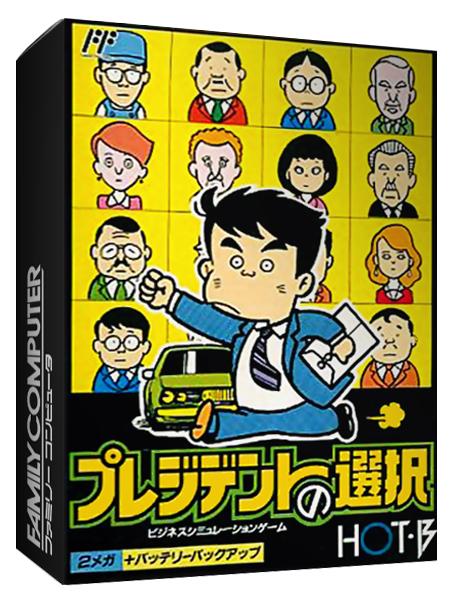 FC
プレジデントの選択
ビジネスシミュレーションゲーム
HOT・B
2メガ +バッテリーバックアップ
FAMILY COMPUTER
ファミリー コンピュータ